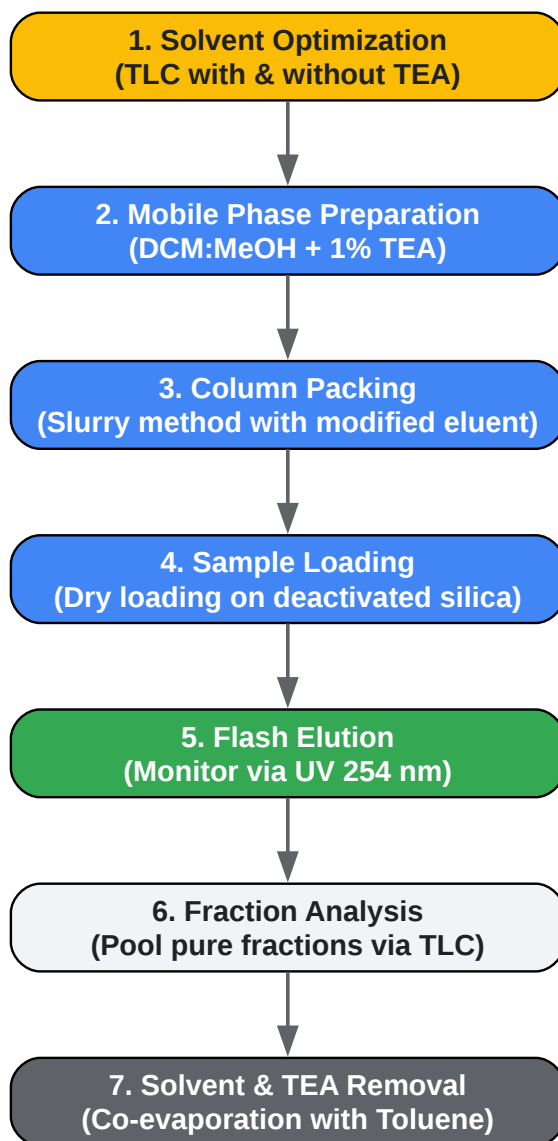 1. Solvent Optimization
(TLC with & without TEA)
2. Mobile Phase Preparation
(DCM:MeOH + 1% TEA)
3. Column Packing
(Slurry method with modified eluent)
4. Sample Loading
(Dry loading on deactivated silica)
5. Flash Elution
(Monitor via UV 254 nm)
6. Fraction Analysis
(Pool pure fractions via TLC)
7. Solvent & TEA Removal
(Co-evaporation with Toluene)